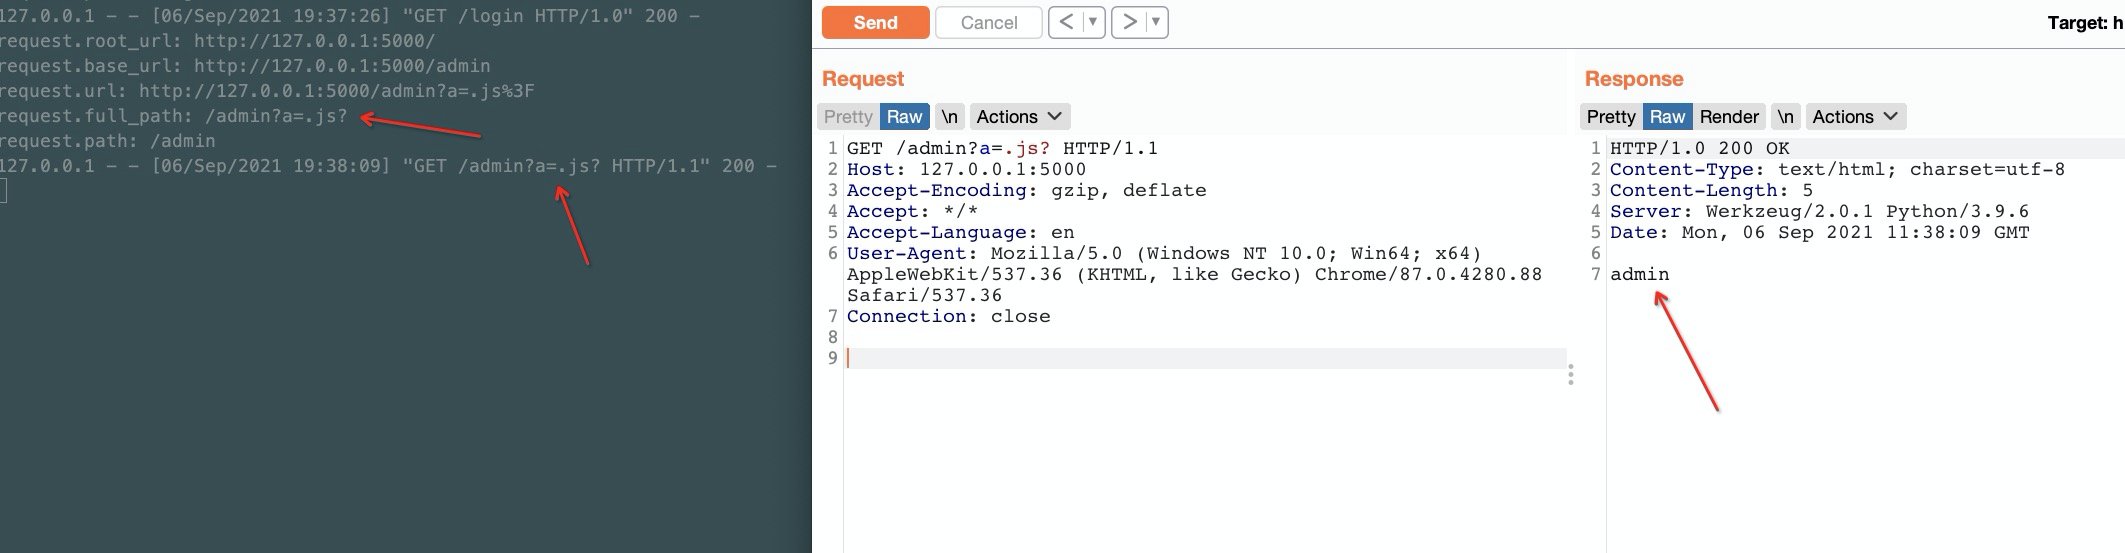 127.0.0.1 - - [06/Sep/2021 19:37:26] "GET /login HTTP/1.0" 200 -
request.root_url: http://127.0.0.1:5000/
request.base_url: http://127.0.0.1:5000/admin
request.url: http://127.0.0.1:5000/admin?a=.js%3F
request.full_path: /admin?a=.js?
request.path: /admin
127.0.0.1 - - [06/Sep/2021 19:38:09] "GET /admin?a=.js? HTTP/1.1" 200 -
Send Cancel < >
Target: h
Request
Pretty Raw \n Actions
1 GET /admin?a=.js? HTTP/1.1
2 Host: 127.0.0.1:5000
3 Accept-Encoding: gzip, deflate
4 Accept: */*
5 Accept-Language: en
6 User-Agent: Mozilla/5.0 (Windows NT 10.0; Win64; x64)
AppleWebKit/537.36 (KHTML, like Gecko) Chrome/87.0.4280.88
Safari/537.36
7 Connection: close
8
9
Response
Pretty Raw Render \n Actions
1 HTTP/1.0 200 OK
2 Content-Type: text/html; charset=utf-8
3 Content-Length: 5
4 Server: Werkzeug/2.0.1 Python/3.9.6
5 Date: Mon, 06 Sep 2021 11:38:09 GMT
6
7 admin